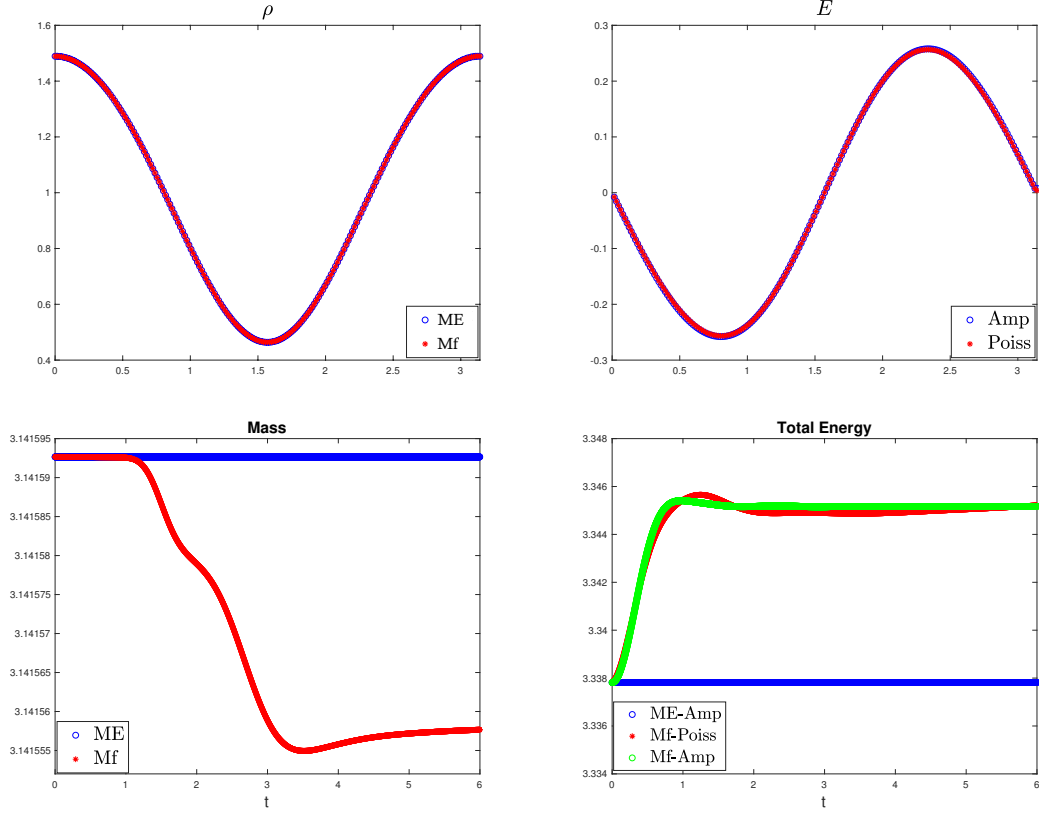 ρ
1.6
1.4
1.2
1
0.8
0.6
0.4
0 0.5 1 1.5 2 2.5 3
ME
Mf
E
0.3
0.2
0.1
0
-0.1
-0.2
-0.3
0 0.5 1 1.5 2 2.5 3
Amp
Poiss
Mass
3.141595
3.14159
3.141585
3.14158
3.141575
3.14157
3.141565
3.14156
3.141555
0 1 2 3 4 5 6
t
ME
Mf
Total Energy
3.348
3.346
3.344
3.342
3.34
3.338
3.336
3.334
0 1 2 3 4 5 6
t
ME-Amp
Mf-Poiss
Mf-Amp